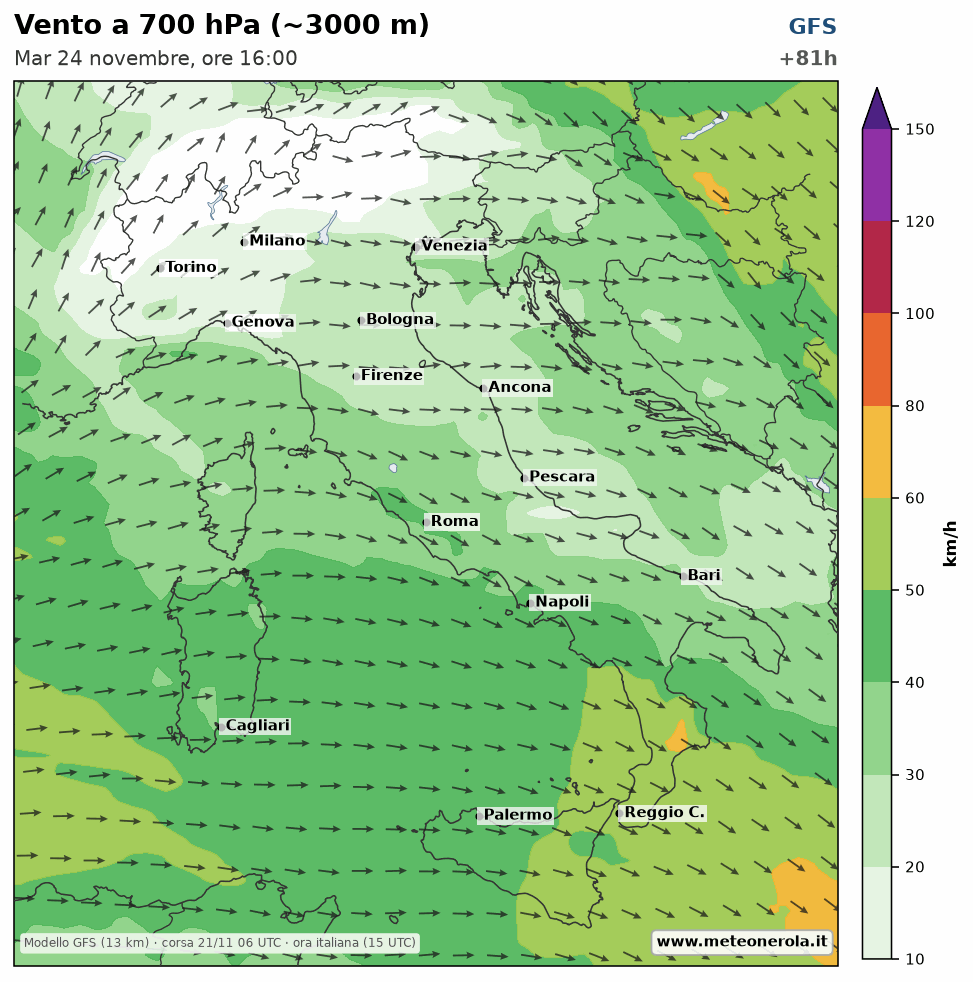 Vento a 700 hPa (~3000 m)
GFS
Mar 24 novembre, ore 16:00
+81h
Milano
Venezia
Torino
Genova
Bologna
Firenze
Ancona
Pescara
Roma
Bari
Napoli
Cagliari
Palermo
Reggio C.
150
120
100
80
60
50
40
30
20
10
km/h
Modello GFS (13 km) · corsa 21/11 06 UTC · ora italiana (15 UTC)
www.meteonerola.it